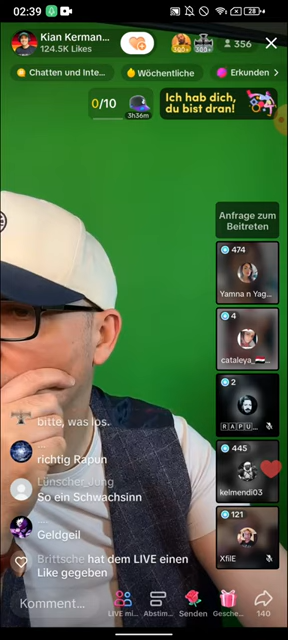 02:39
28
Kian Kerman...
124.5K Likes
300+
356
Chatten und Inte...
Wöchentliche
Erkunden
0/10
3h36m
Ich hab dich,
du bist dran!
Anfrage zum
Beitreten
474
Yamna n Yag...
4
cataleya_
2
R A P U
445
kelmendi03
121
XfilE
bitte, was los.
richtig Rapun
Lünscher_Jung
So ein Schwachsinn
Geldgeil
Brittsche hat dem LIVE einen
Like gegeben
Kommentar...
LIVE mi...
Abstim...
Senden
Gesche...
140